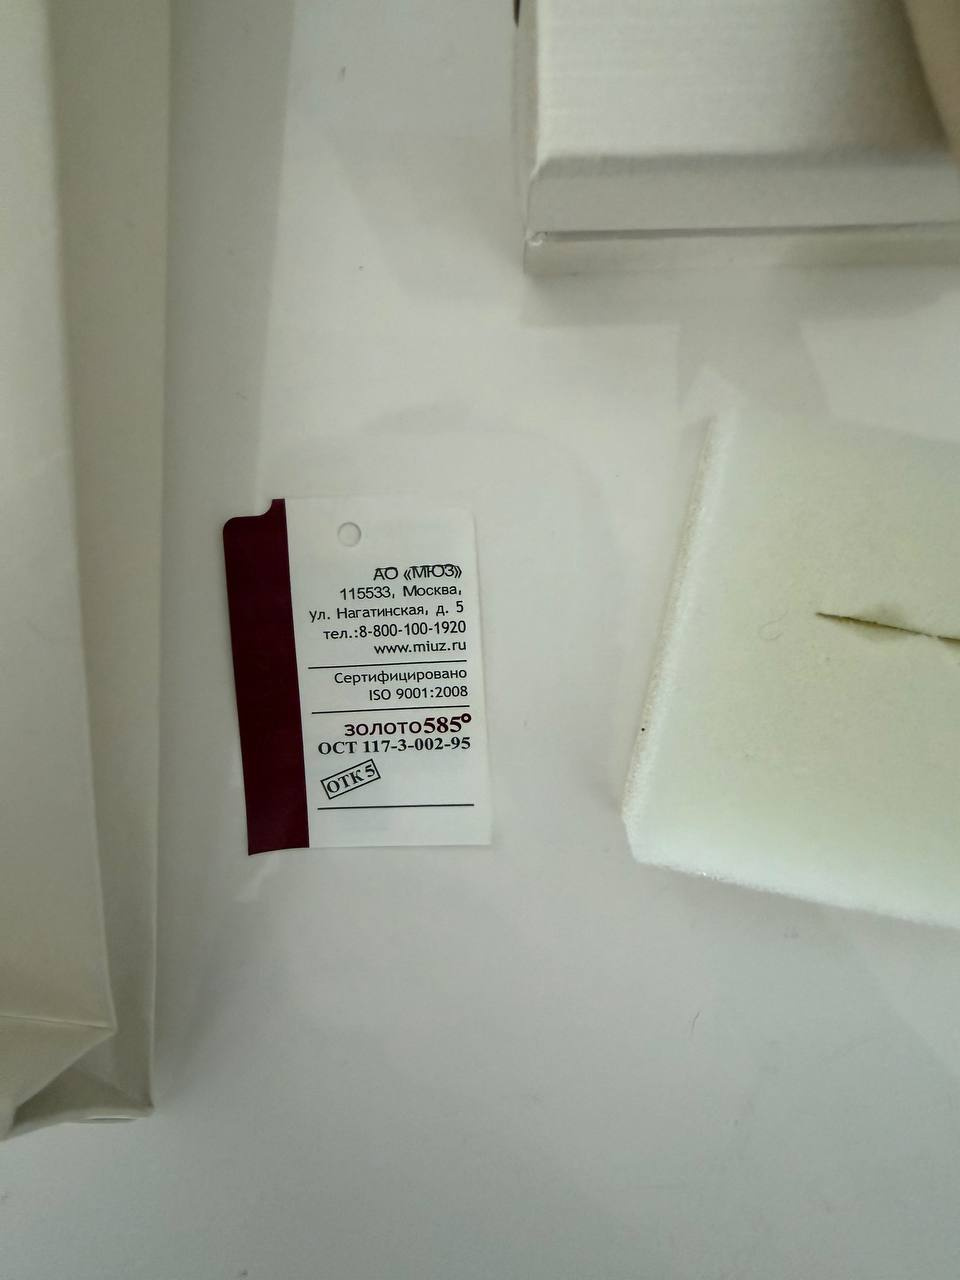 АО «МЮЗ»
115533, Москва,
ул. Нагатинская, д. 5
тел.:8-800-100-1920
www.miuz.ru
Сертифицировано
ISO 9001:2008
ЗОЛОТО585°
ОСТ 117-3-002-95
ОТК 5